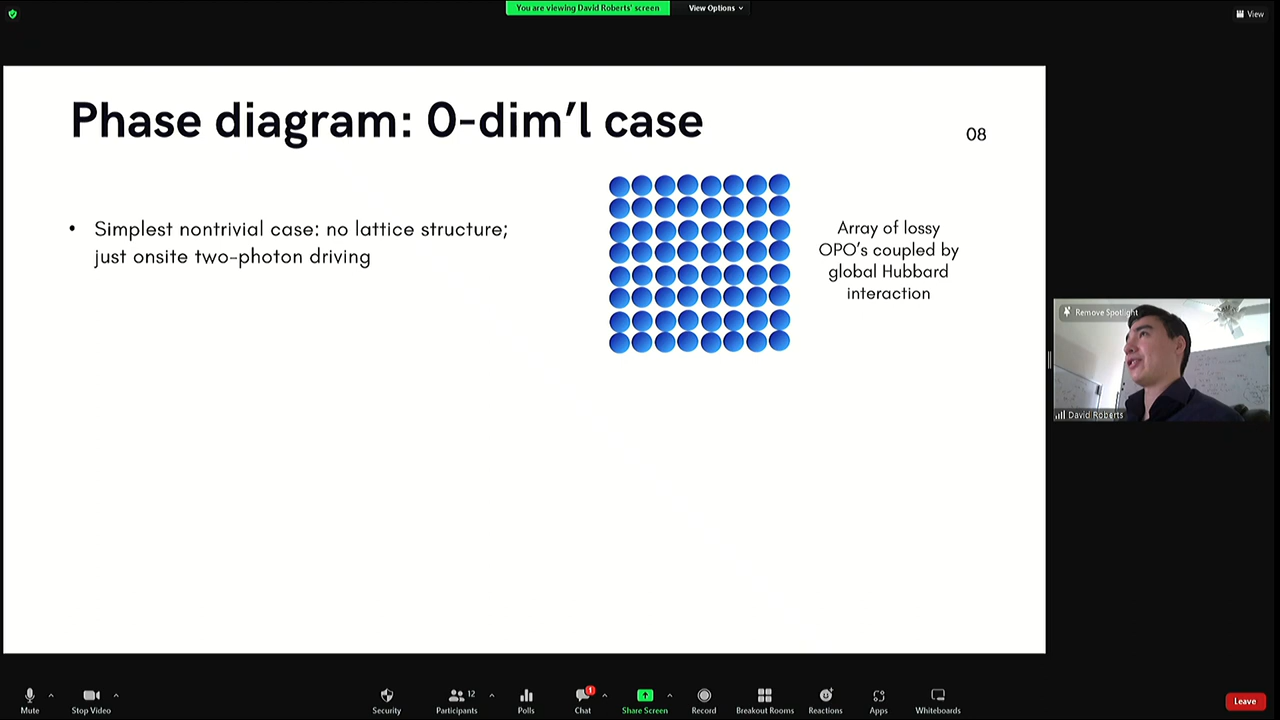 You are viewing David Roberts' screen
View Options
View
Phase diagram: 0-dim'l case
08
• Simplest nontrivial case: no lattice structure;
just onsite two-photon driving
Array of lossy
OPO's coupled by
global Hubbard
interaction
Remove Spotlight
David Roberts
Mute
Stop Video
Security
Participants
12
Polls
Chat
1
Share Screen
Record
Breakout Rooms
Reactions
Apps
Whiteboards
Leave